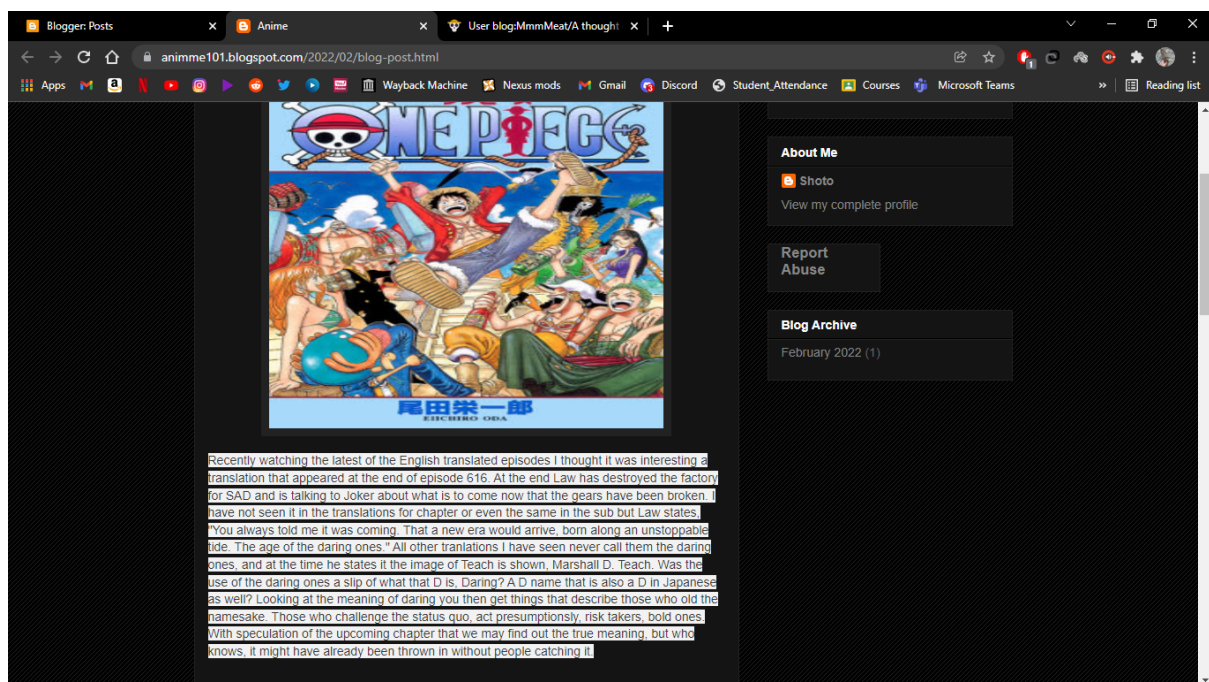 Blogger: Posts
Anime
User blog:MmmMeat/A thought
animme101.blogspot.com/2022/02/blog-post.html
Apps
Wayback Machine
Nexus mods
Gmail
Discord
Student_Attendance
Courses
Microsoft Teams
»
Reading list
ONE PIECE
尾田栄一郎
EIICHIRO ODA
Recently watching the latest of the English translated episodes I thought it was interesting a
translation that appeared at the end of episode 616. At the end Law has destroyed the factory
for SAD and is talking to Joker about what is to come now that the gears have been broken. I
have not seen it in the translations for chapter or even the same in the sub but Law states,
"You always told me it was coming. That a new era would arrive, born along an unstoppable
tide. The age of the daring ones." All other tranlations I have seen never call them the daring
ones, and at the time he states it the image of Teach is shown, Marshall D. Teach. Was the
use of the daring ones a slip of what that D is, Daring? A D name that is also a D in Japanese
as well? Looking at the meaning of daring you then get things that describe those who old the
namesake. Those who challenge the status quo, act presumptionsly, risk takers, bold ones.
With speculation of the upcoming chapter that we may find out the true meaning, but who
knows, it might have already been thrown in without people catching it.
About Me
Shoto
View my complete profile
Report
Abuse
Blog Archive
February 2022 (1)